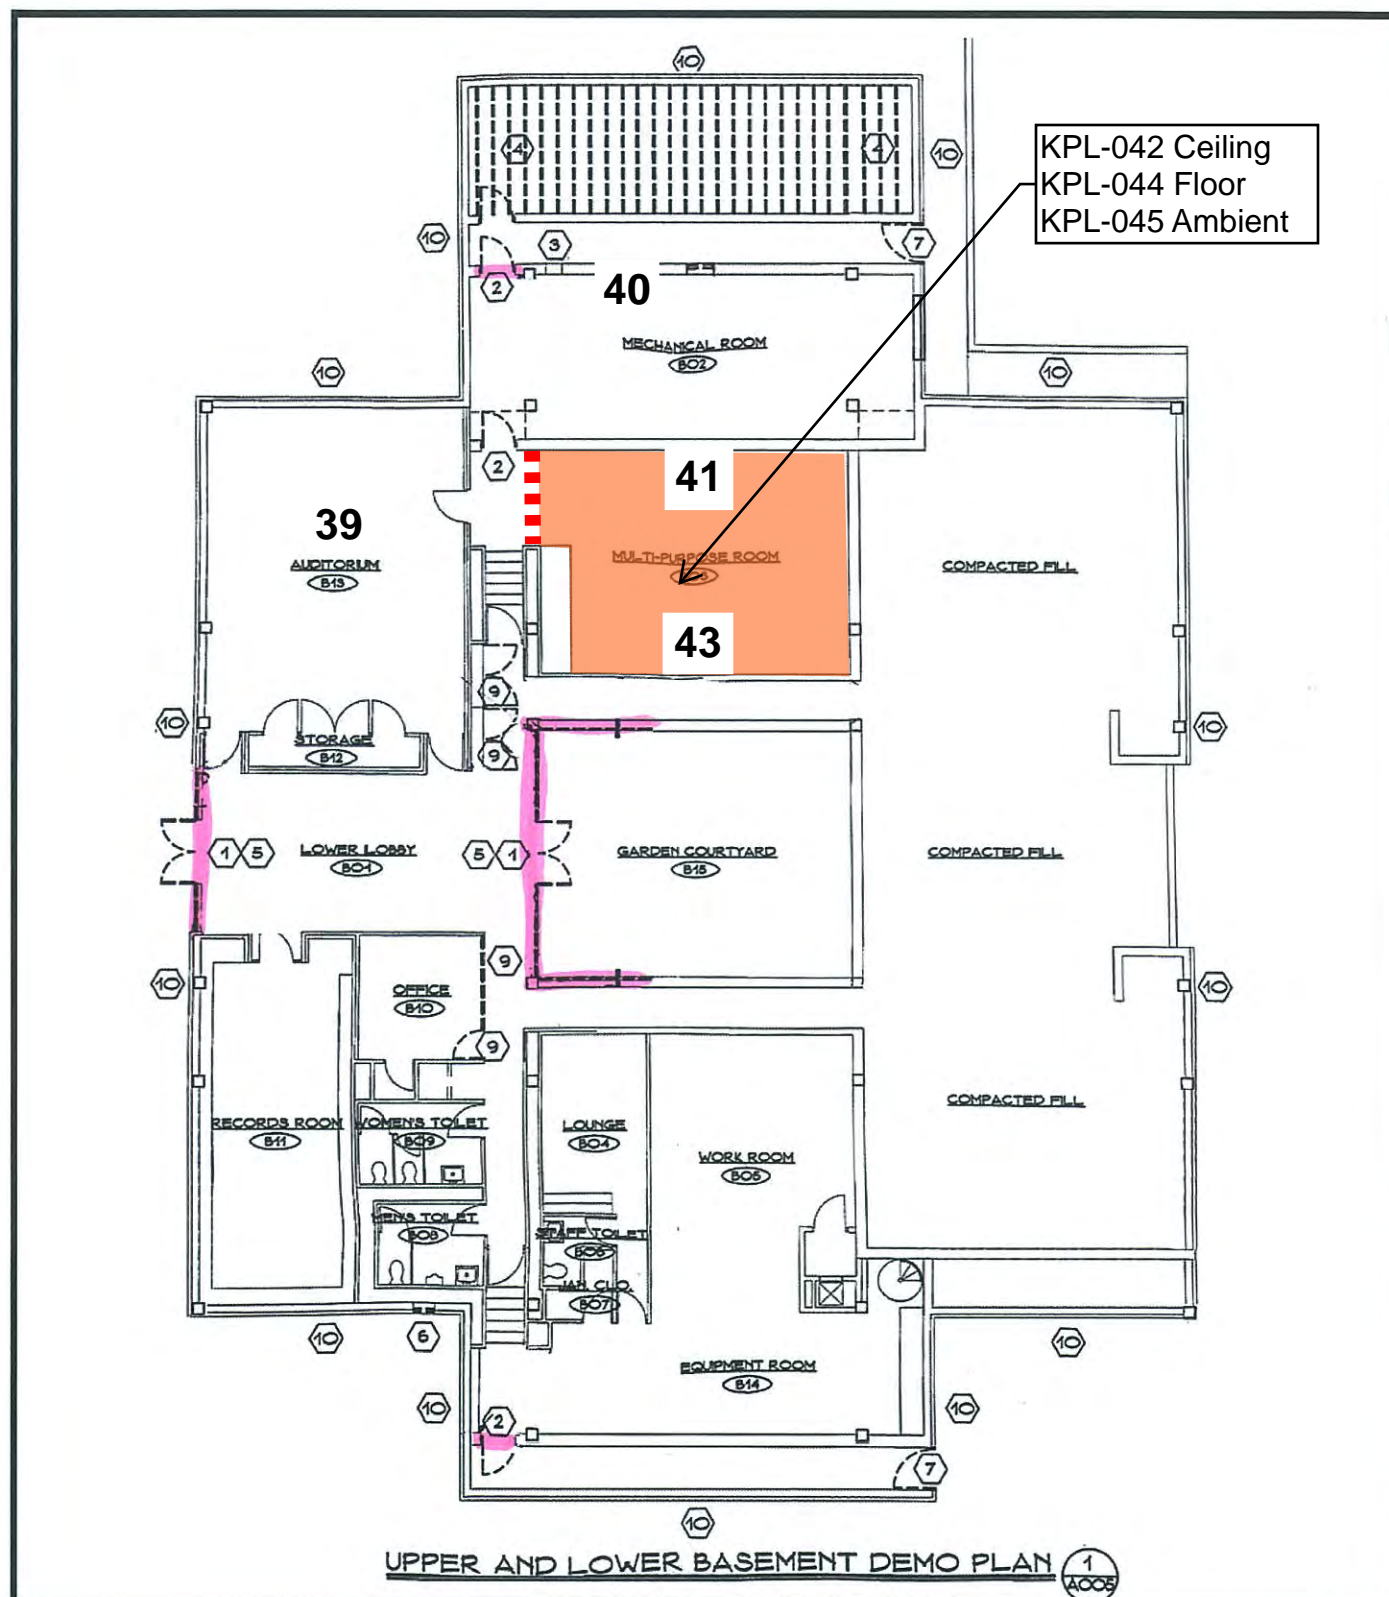 10
KPL-042 Ceiling
KPL-044 Floor
KPL-045 Ambient
4
4
10
10
7
3
2
40
MECHANICAL ROOM
B02
10
10
2
41
39
AUDITORIUM
B13
MULTI-PURPOSE ROOM
COMPACTED FILL
43
9
10
STORAGE
B12
9
10
1 5
LOWER LOBBY
B01
5 1
GARDEN COURTYARD
B15
COMPACTED FILL
9
10
OFFICE
B10
10
9
RECORDS ROOM
B11
WOMEN'S TOILET
B09
LOUNGE
B04
COMPACTED FILL
WORK ROOM
B05
MEN'S TOILET
B08
STAFF TOILET
B06
JAN. CLO.
B07
10
6
10
EQUIPMENT ROOM
B14
10
2
10
7
10
UPPER AND LOWER BASEMENT DEMO PLAN
1
A005